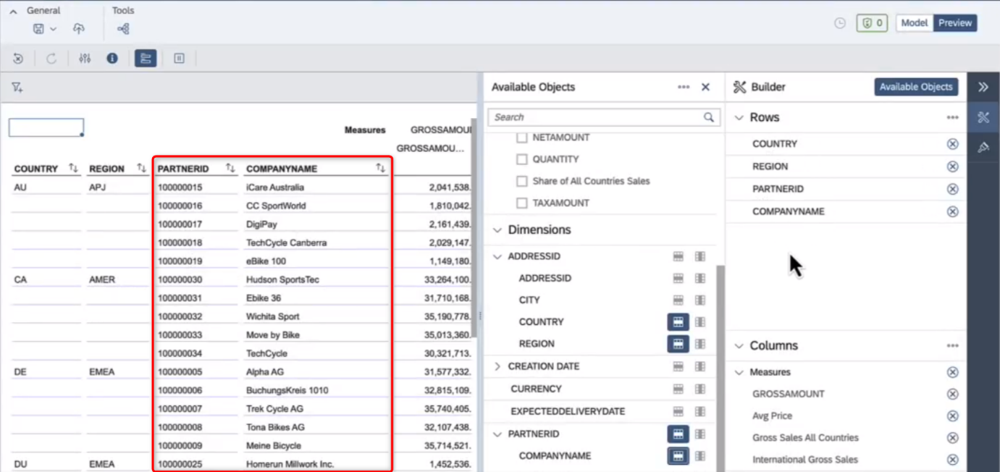 General Tools
0 Model Preview
Available Objects
Search
NETAMOUNT
QUANTITY
Share of All Countries Sales
TAXAMOUNT
Dimensions
ADDRESSID
ADDRESSID
CITY
COUNTRY
REGION
CREATION DATE
CURRENCY
EXPECTEDDELIVERYDATE
PARTNERID
COMPANYNAME
Builder Available Objects
Rows
COUNTRY
REGION
PARTNERID
COMPANYNAME
Columns
Measures
GROSSAMOUNT
Avg Price
Gross Sales All Countries
International Gross Sales
Measures GROSSAMOU
GROSSAMOU...
COUNTRY REGION PARTNERID COMPANYNAME
AU APJ 100000015 iCare Australia 2,041,538.
100000016 CC SportWorld 1,810,042.
100000017 DigiPay 2,161,439.
100000018 TechCycle Canberra 2,029,147.
100000019 eBike 100 1,149,180.
CA AMER 100000030 Hudson SportsTec 33,264,100.
100000031 Ebike 36 31,710,168.
100000032 Wichita Sport 35,190,778.
100000033 Move by Bike 35,013,360.
100000034 TechCycle 30,321,713.
DE EMEA 100000005 Alpha AG 31,577,332.
100000006 BuchungsKreis 1010 32,815,109.
100000007 Trek Cycle AG 35,740,405.
100000008 Tona Bikes AG 32,107,438.
100000009 Meine Bicycle 35,714,521.
DU EMEA 100000025 Homerun Millwork Inc. 1,452,536.